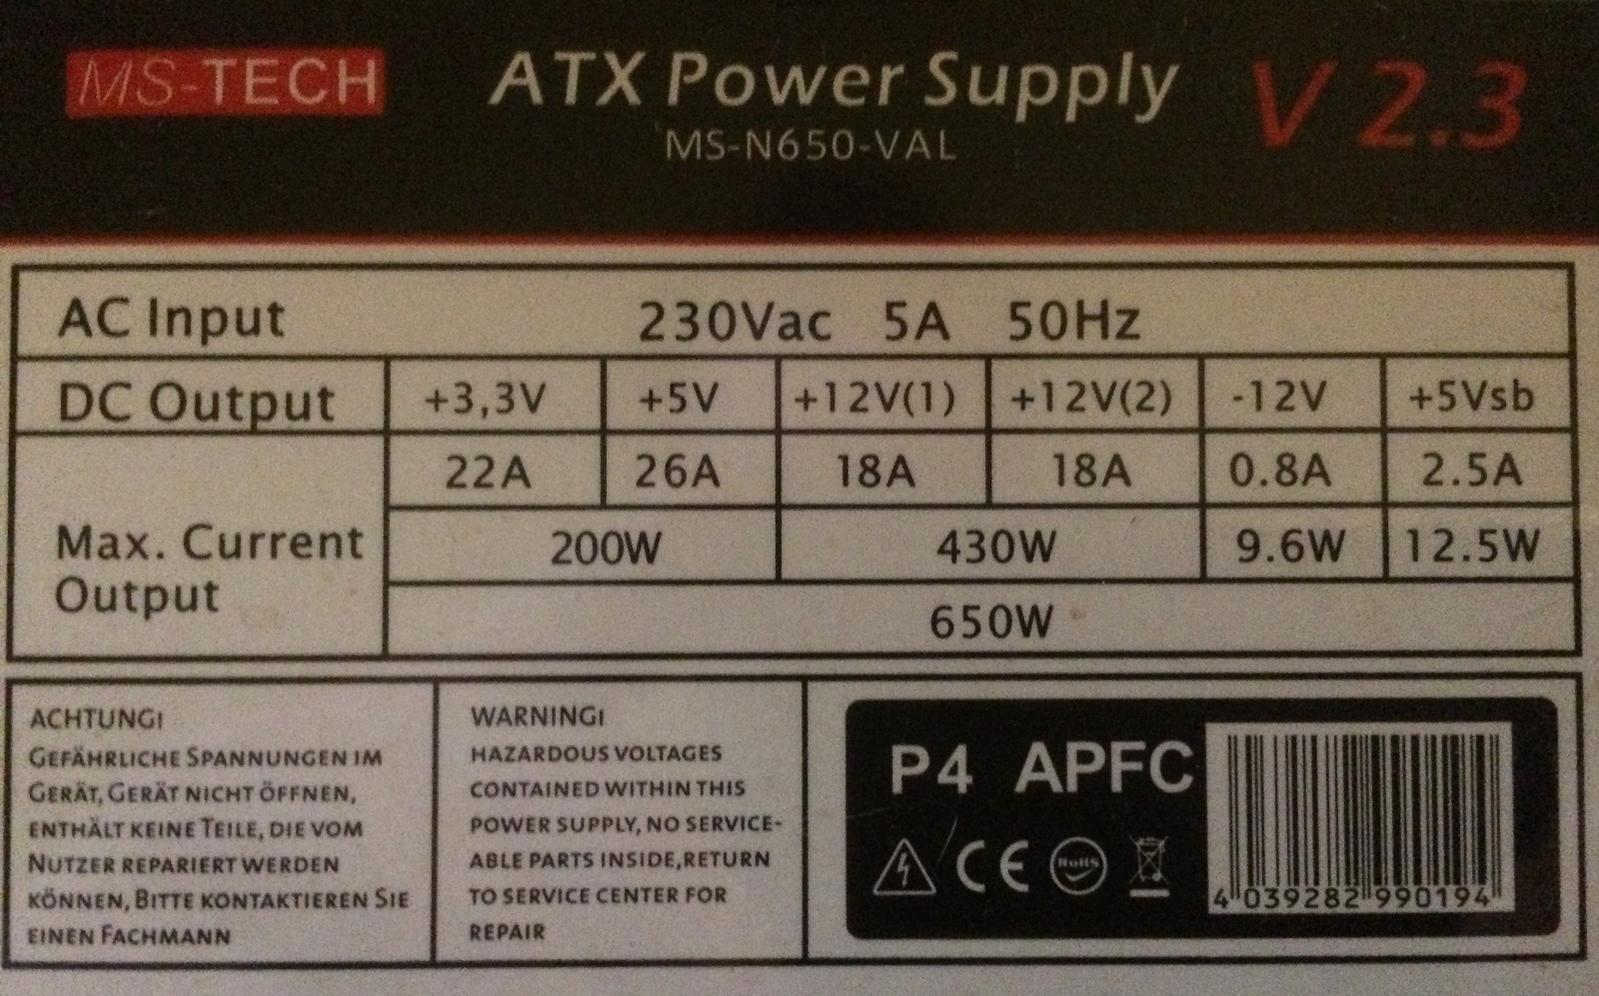 MS-TECH ATX Power Supply V 2.3
MS-N650-VAL
AC Input 230Vac 5A 50Hz
DC Output +3,3V +5V +12V(1) +12V(2) -12V +5Vsb
22A 26A 18A 18A 0.8A 2.5A
Max. Current Output 200W 430W 9.6W 12.5W
650W
ACHTUNG!
GEFÄHRLICHE SPANNUNGEN IM
GERÄT, GERÄT NICHT ÖFFNEN,
ENTHÄLT KEINE TEILE, DIE VOM
NUTZER REPARIERT WERDEN
KÖNNEN, BITTE KONTAKTIEREN SIE
EINEN FACHMANN
WARNING!
HAZARDOUS VOLTAGES
CONTAINED WITHIN THIS
POWER SUPPLY, NO SERVICE-
ABLE PARTS INSIDE,RETURN
TO SERVICE CENTER FOR
REPAIR
P4 APFC
CE RoHS
4 039282 990194